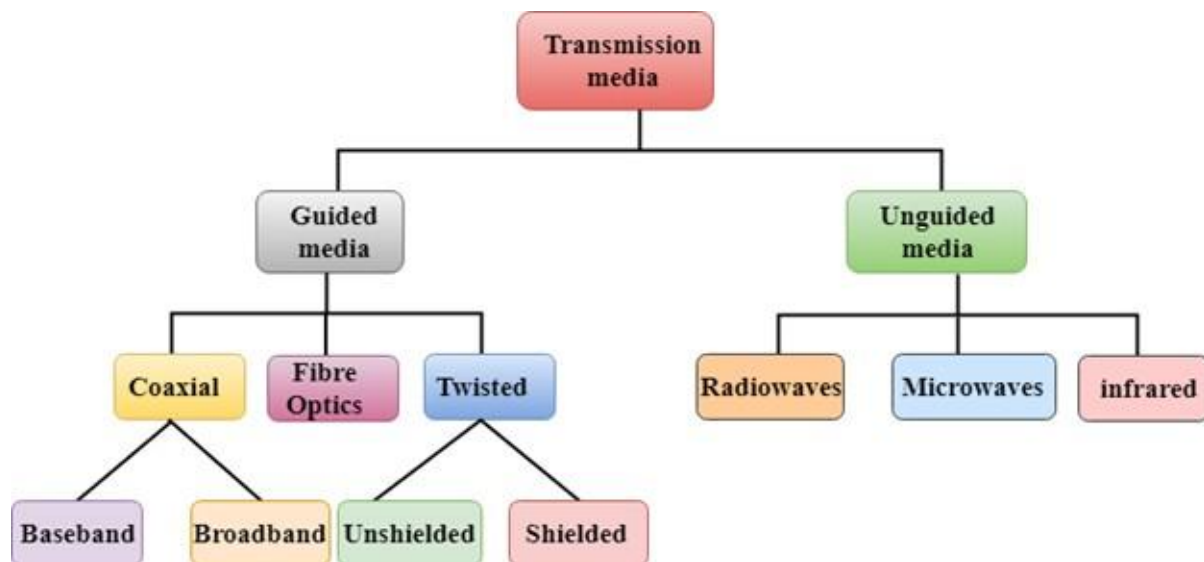 Transmission
media
Guided
media
Unguided
media
Coaxial
Fibre
Optics
Twisted
Radiowaves
Microwaves
infrared
Baseband
Broadband
Unshielded
Shielded